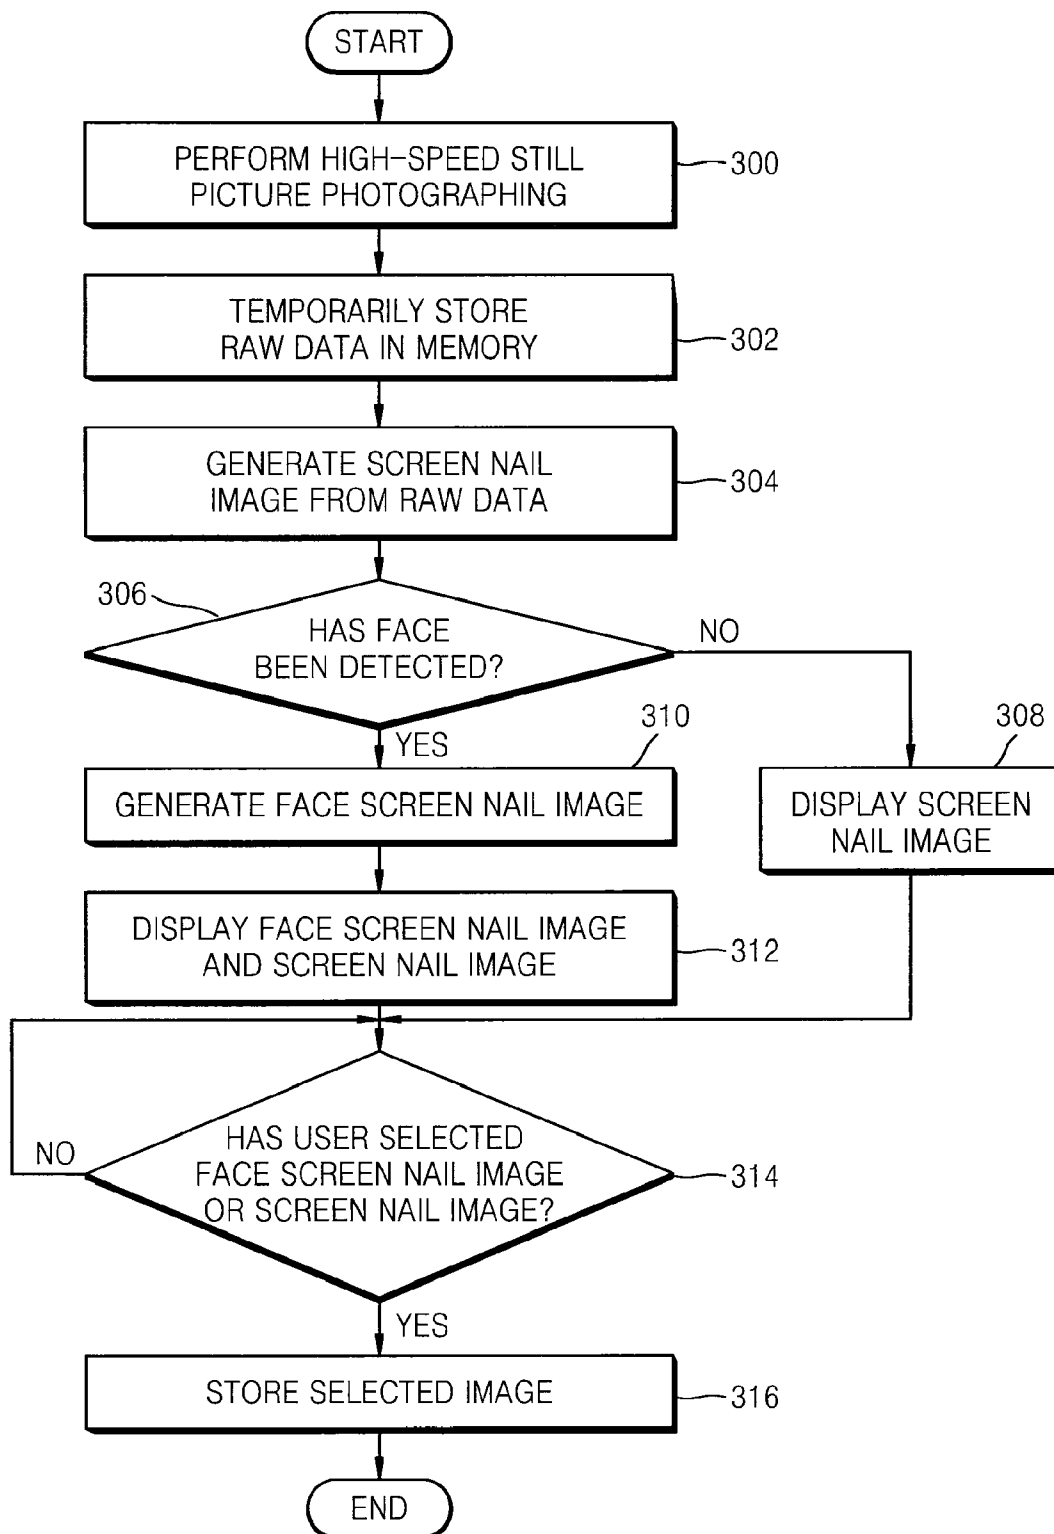 START
PERFORM HIGH-SPEED STILL
PICTURE PHOTOGRAPHING
300
TEMPORARILY STORE
RAW DATA IN MEMORY
302
GENERATE SCREEN NAIL
IMAGE FROM RAW DATA
304
306
HAS FACE
BEEN DETECTED?
NO
YES
310
308
GENERATE FACE SCREEN NAIL IMAGE
DISPLAY SCREEN
NAIL IMAGE
DISPLAY FACE SCREEN NAIL IMAGE
AND SCREEN NAIL IMAGE
312
NO
HAS USER SELECTED
FACE SCREEN NAIL IMAGE
OR SCREEN NAIL IMAGE?
314
YES
STORE SELECTED IMAGE
316
END